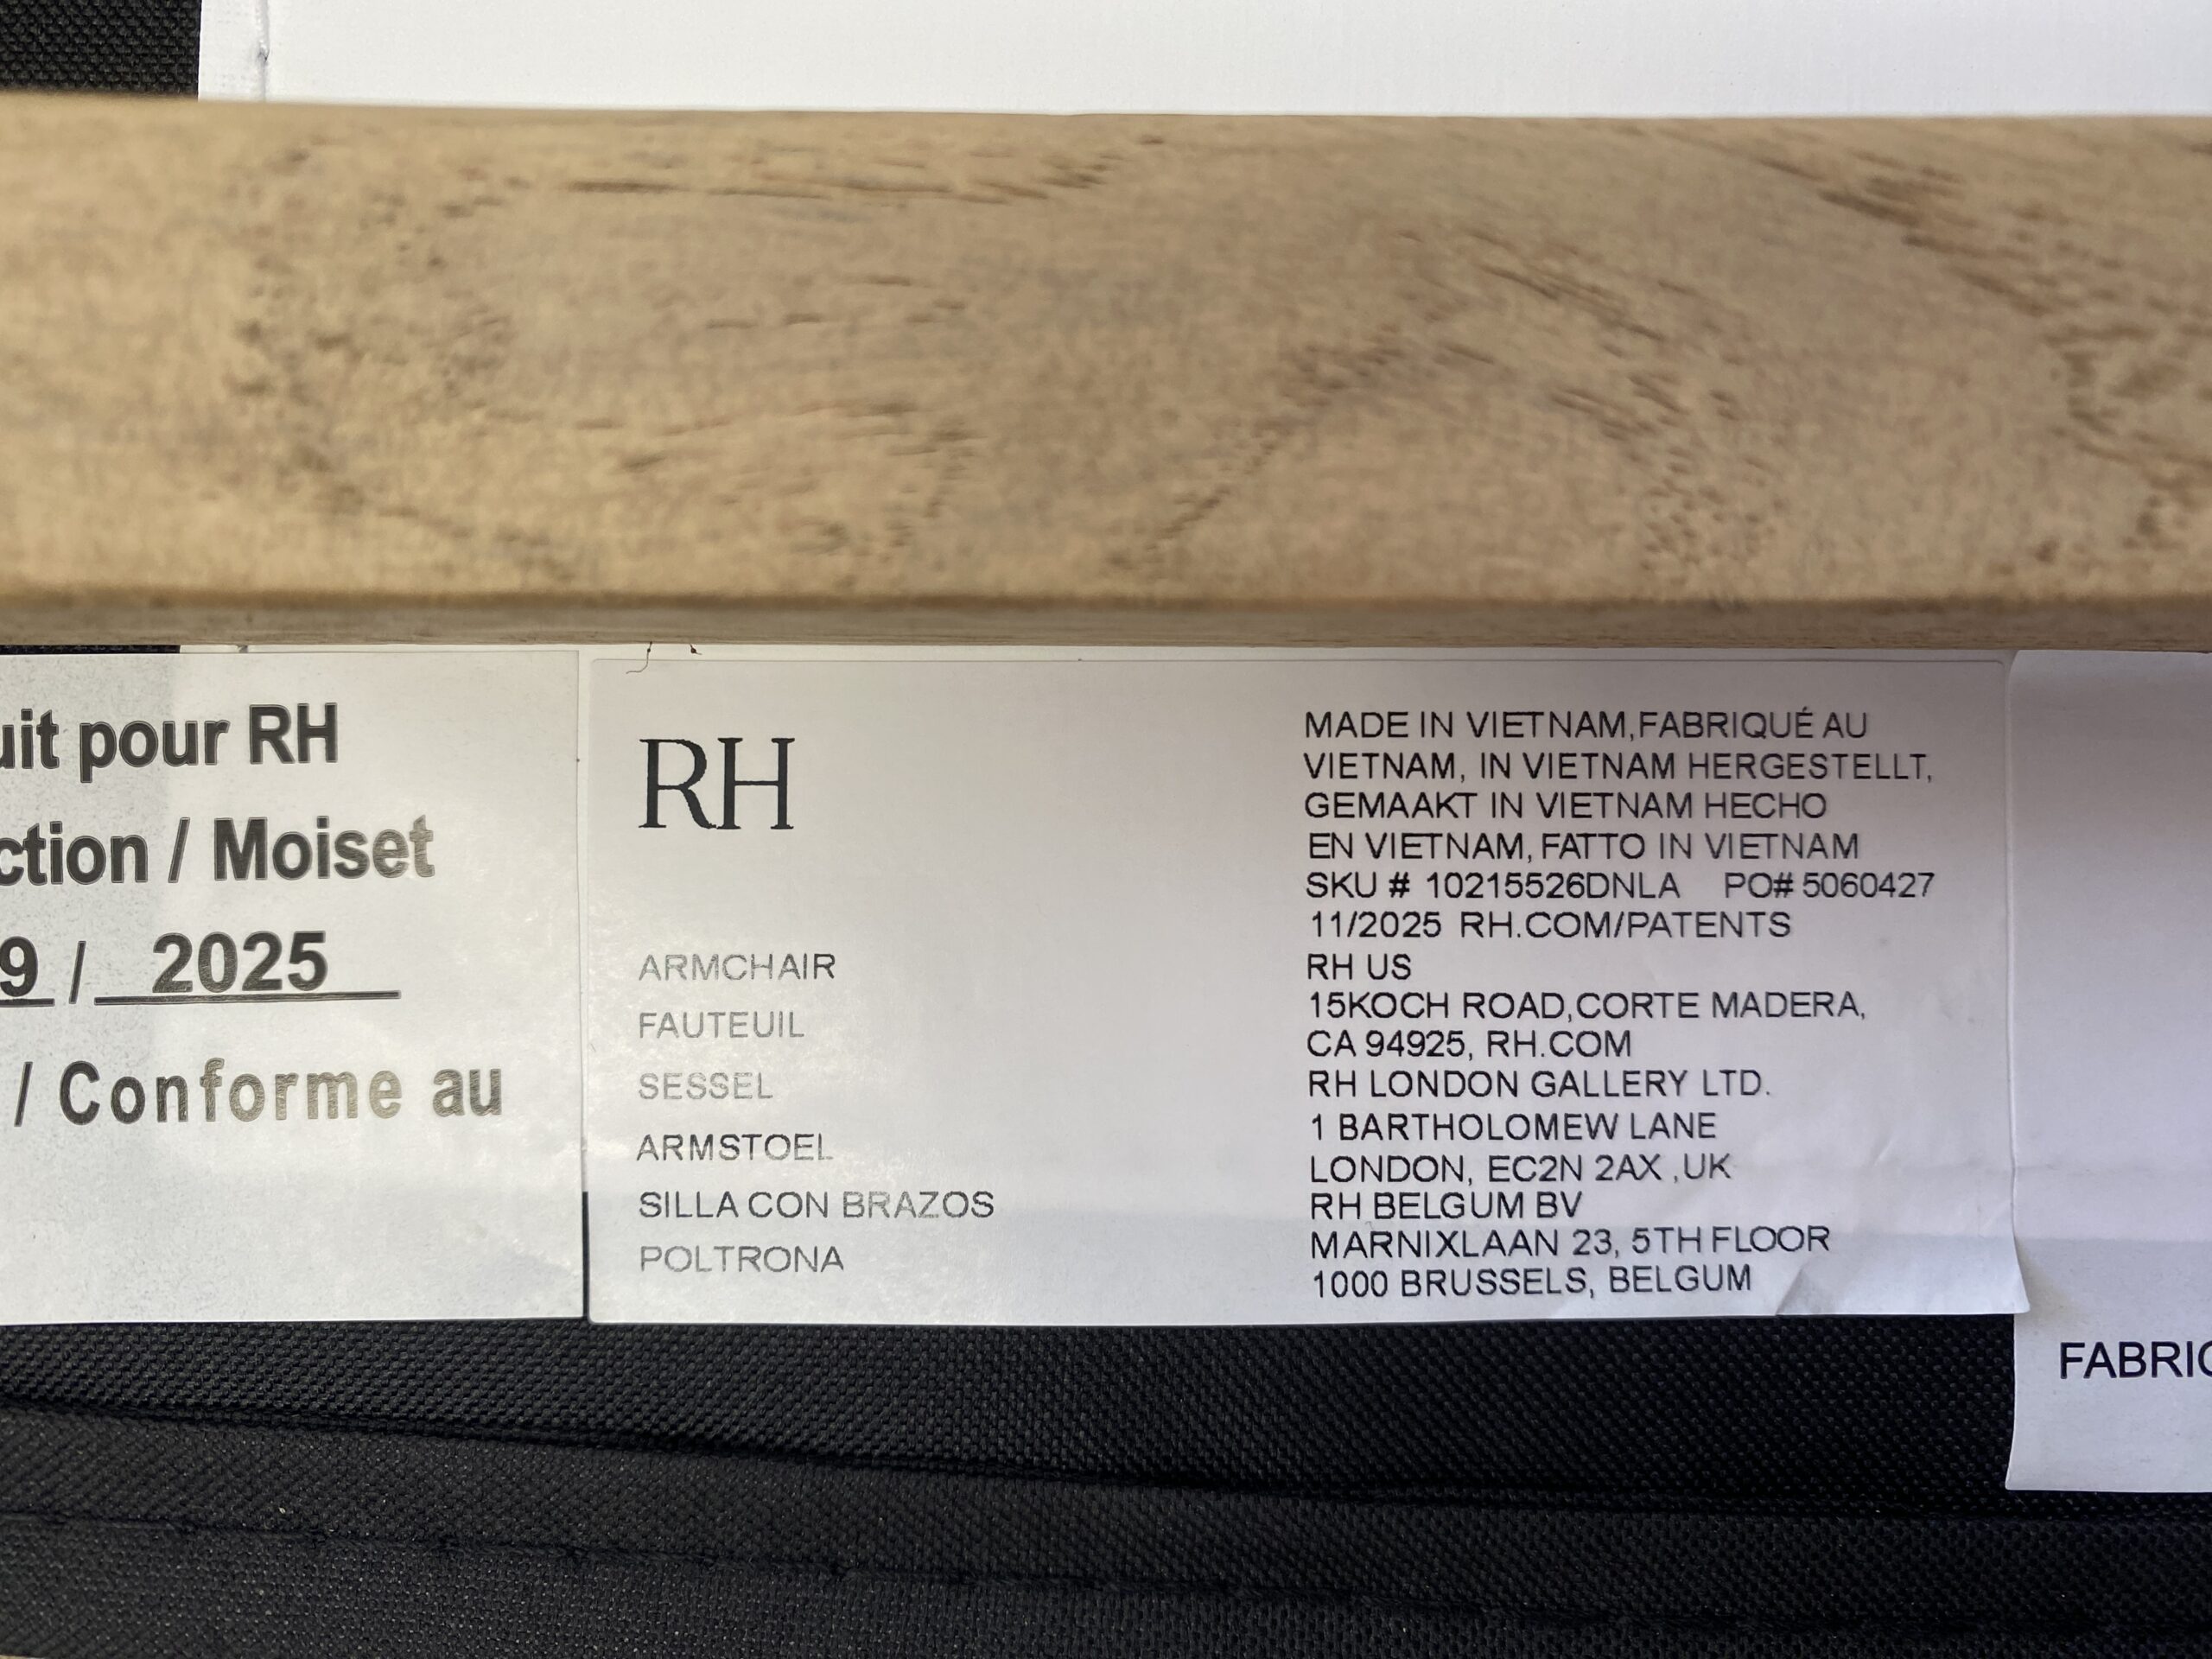 uit pour RH
ction / Moiset
9 / 2025
/ Conforme au
RH
ARMCHAIR
FAUTEUIL
SESSEL
ARMSTOEL
SILLA CON BRAZOS
POLTRONA
MADE IN VIETNAM,FABRIQUÉ AU
VIETNAM, IN VIETNAM HERGESTELLT,
GEMAAKT IN VIETNAM HECHO
EN VIETNAM, FATTO IN VIETNAM
SKU # 10215526DNLA PO# 5060427
11/2025 RH.COM/PATENTS
RH US
15KOCH ROAD,CORTE MADERA,
CA 94925, RH.COM
RH LONDON GALLERY LTD.
1 BARTHOLOMEW LANE
LONDON, EC2N 2AX ,UK
RH BELGUM BV
MARNIXLAAN 23, 5TH FLOOR
1000 BRUSSELS, BELGUM
FABRIC